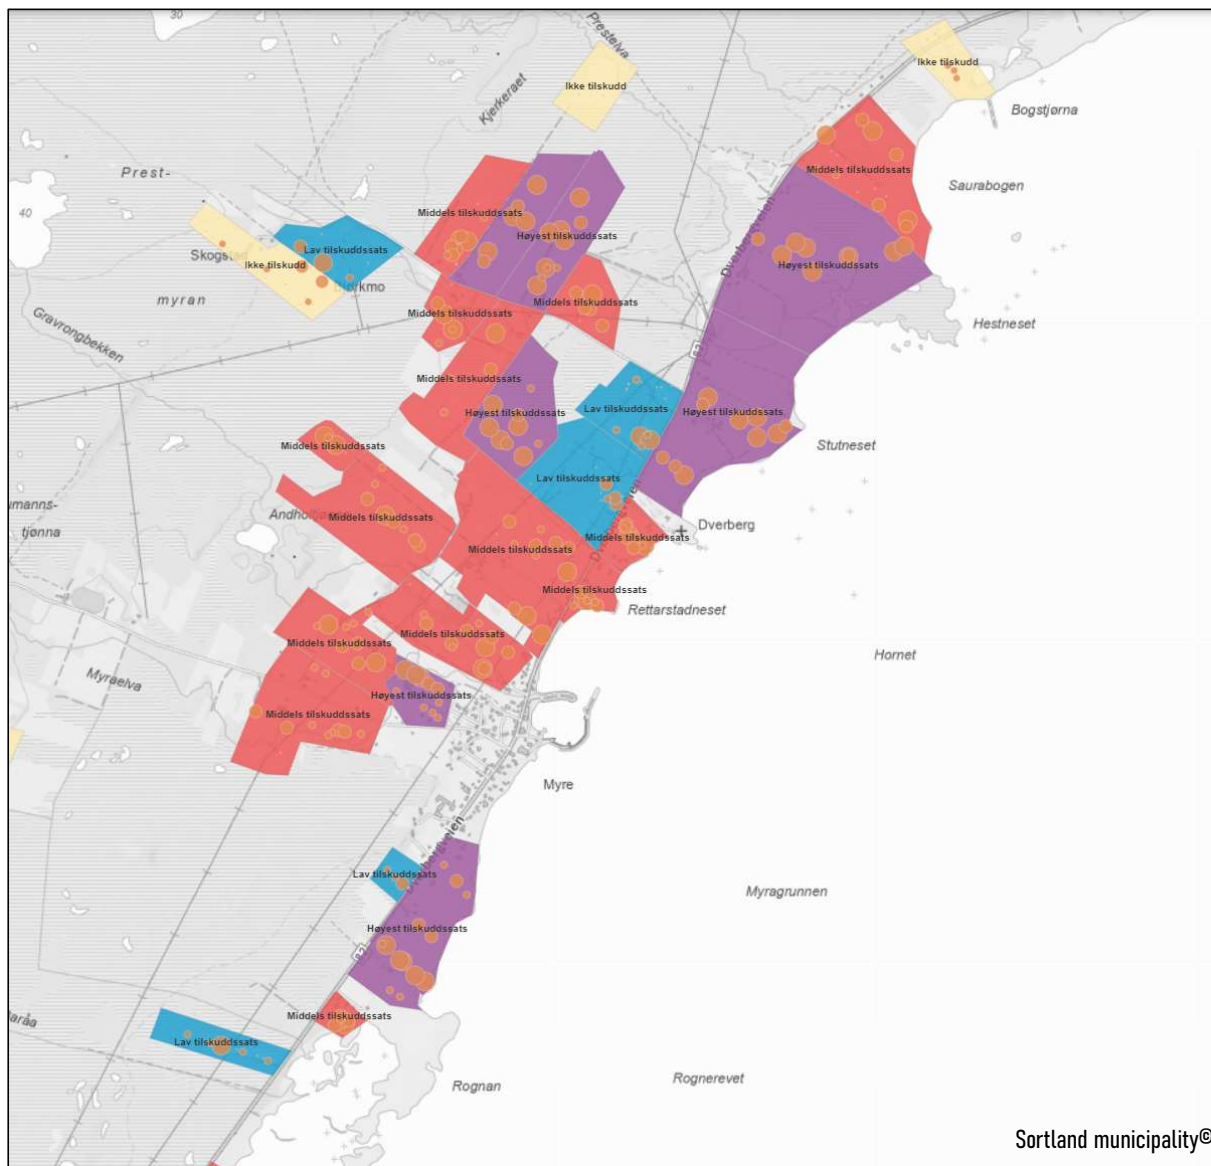 30
Prestelva
Ikke tilskudd
Ikke tilskudd
Kjerkeraet
Bogstjørna
Prest-
Middels tilskuddssats
Saurabogen
40
Middels tilskuddssats
Dverbergveien
Høyest tilskuddssats
Lav tilskuddssats
Skogs
Ikke tilskudd
Høyest tilskuddssats
myran
Middels tilskuddssats
Gravrongbekken
Middels tilskuddssats
Hestneset
82
Middels tilskuddssats
Lav tilskuddssats
Høyest tilskuddssats
Høyest tilskuddssats
Middels tilskuddssats
Stutneset
Lav tilskuddssats
umanns-
tjønna
Middels tilskuddssats
Dverberg
Middels tilskuddssats
Middels tilskuddssats
Middels tilskuddssats
Rettarstadneset
Middels tilskuddssats
Middels tilskuddssats
Hornet
Myraelva
Høyest tilskuddssats
Middels tilskuddssats
Myre
Lav tilskuddssats
Myragrunnen
Høyest tilskuddssats
82
Middels tilskuddssats
Lav tilskuddssats
Rognan
Rognerevet
Sortland municipality©